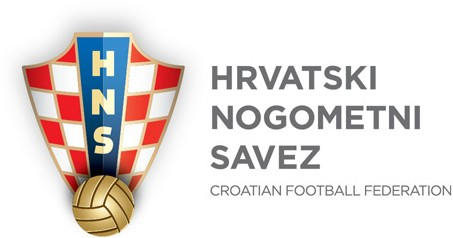 HNS
HRVATSKI
NOGOMETNI
SAVEZ
CROATIAN FOOTBALL FEDERATION